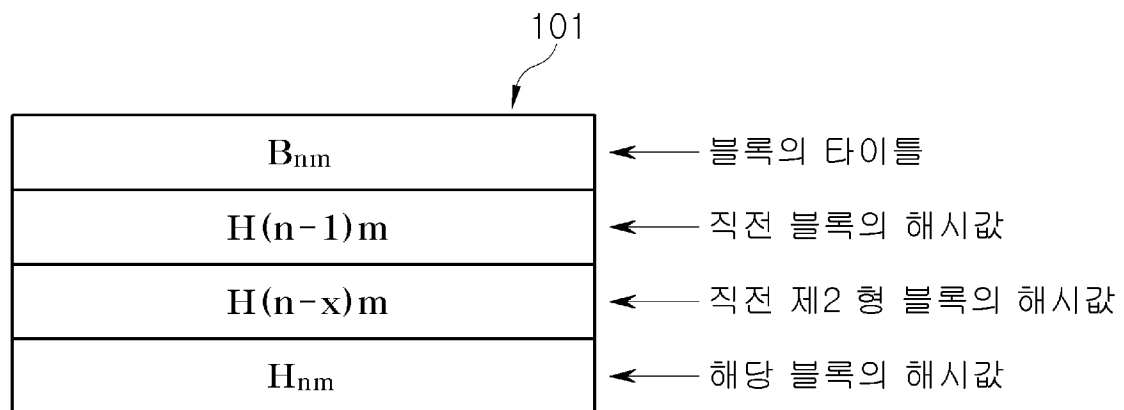 101
Bnm
블록의 타이틀
H(n-1)m
직전 블록의 해시값
H(n-x)m
직전 제2 형 블록의 해시값
Hnm
해당 블록의 해시값